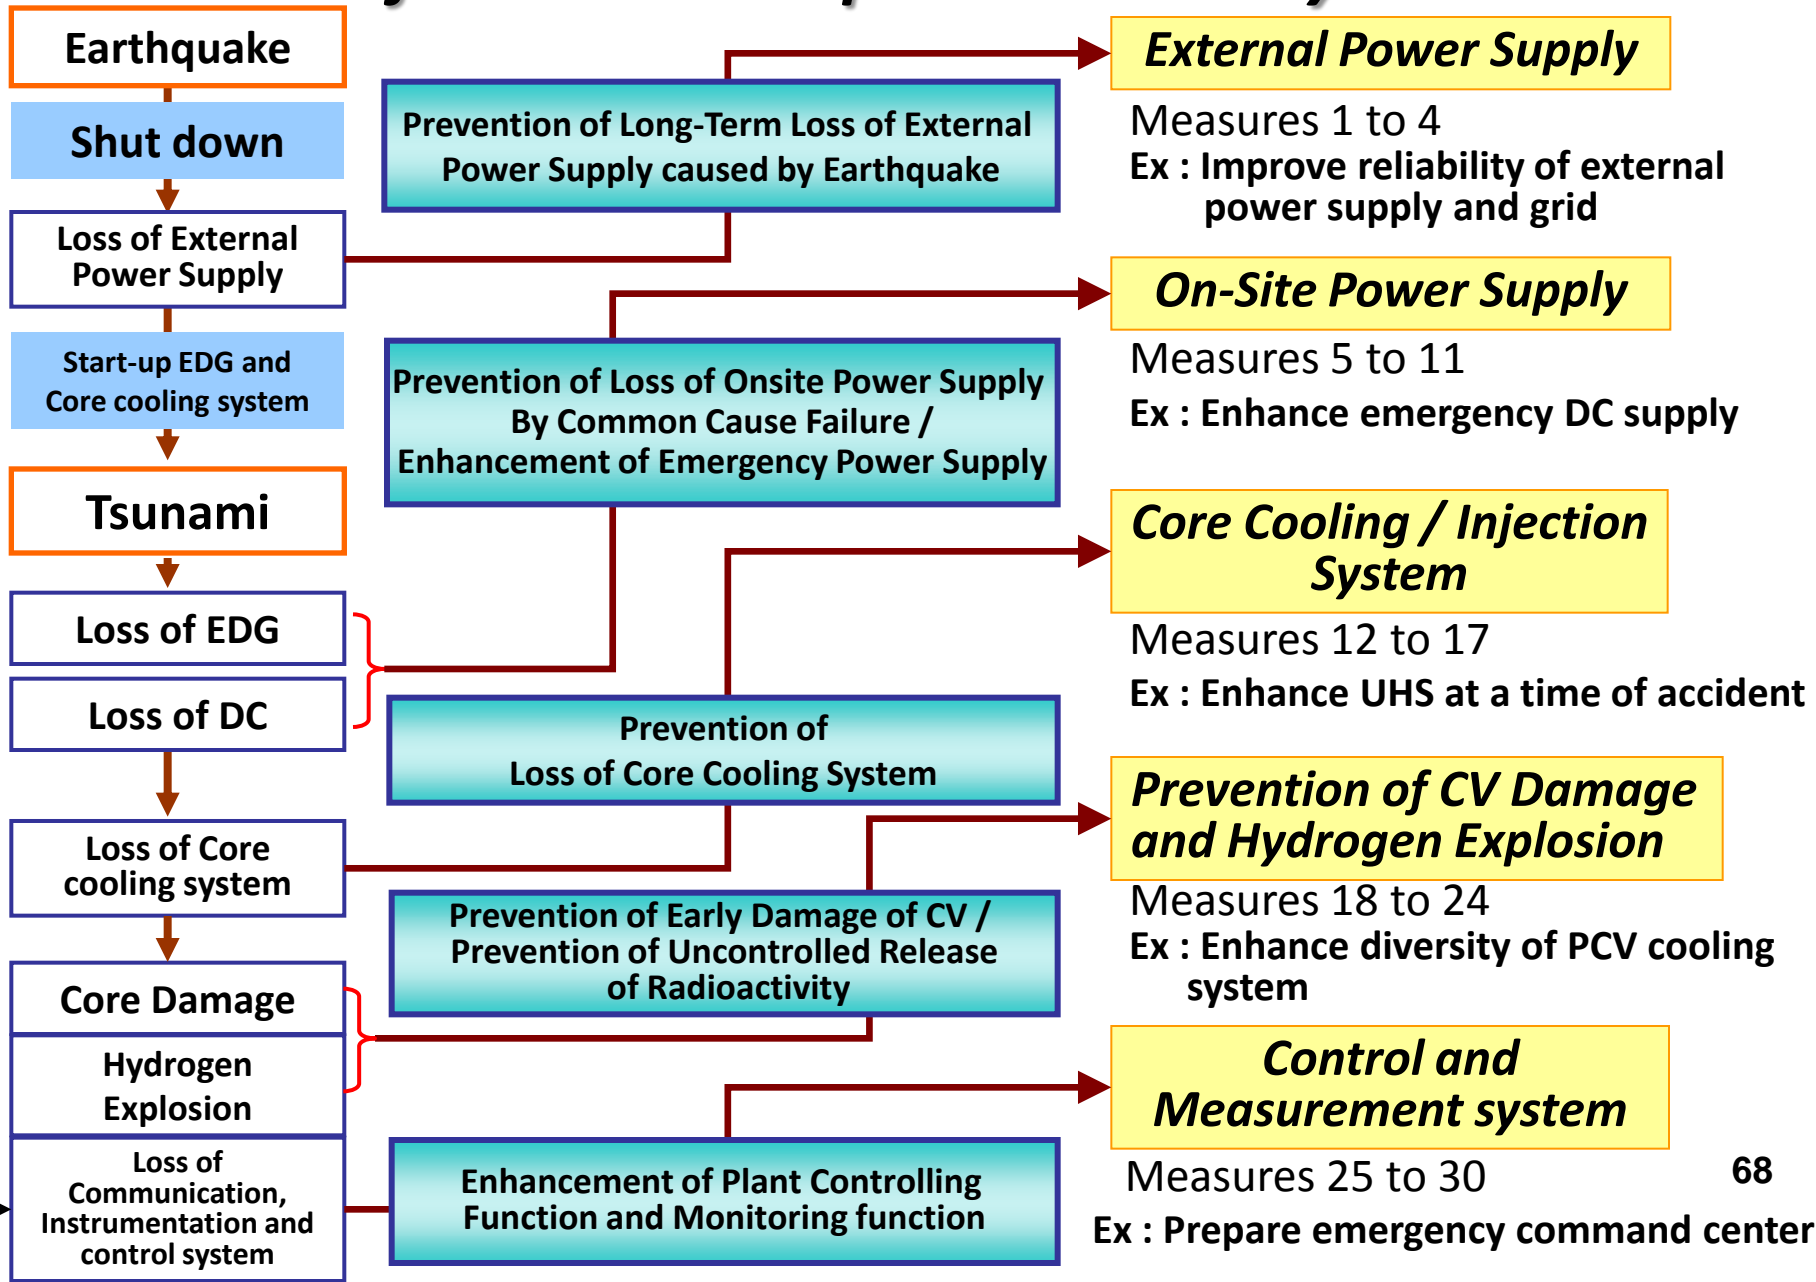 Earthquake
Shut down
Loss of External
Power Supply
Start-up EDG and
Core cooling system
Tsunami
Loss of EDG
Loss of DC
Loss of Core
cooling system
Core Damage
Hydrogen
Explosion
Loss of
Communication,
Instrumentation and
control system
Prevention of Long-Term Loss of External
Power Supply caused by Earthquake
Prevention of Loss of Onsite Power Supply
By Common Cause Failure /
Enhancement of Emergency Power Supply
Prevention of
Loss of Core Cooling System
Prevention of Early Damage of CV /
Prevention of Uncontrolled Release
of Radioactivity
Enhancement of Plant Controlling
Function and Monitoring function
External Power Supply
Measures 1 to 4
Ex : Improve reliability of external
power supply and grid
On-Site Power Supply
Measures 5 to 11
Ex : Enhance emergency DC supply
Core Cooling / Injection
System
Measures 12 to 17
Ex : Enhance UHS at a time of accident
Prevention of CV Damage
and Hydrogen Explosion
Measures 18 to 24
Ex : Enhance diversity of PCV cooling
system
Control and
Measurement system
Measures 25 to 30
Ex : Prepare emergency command center
68